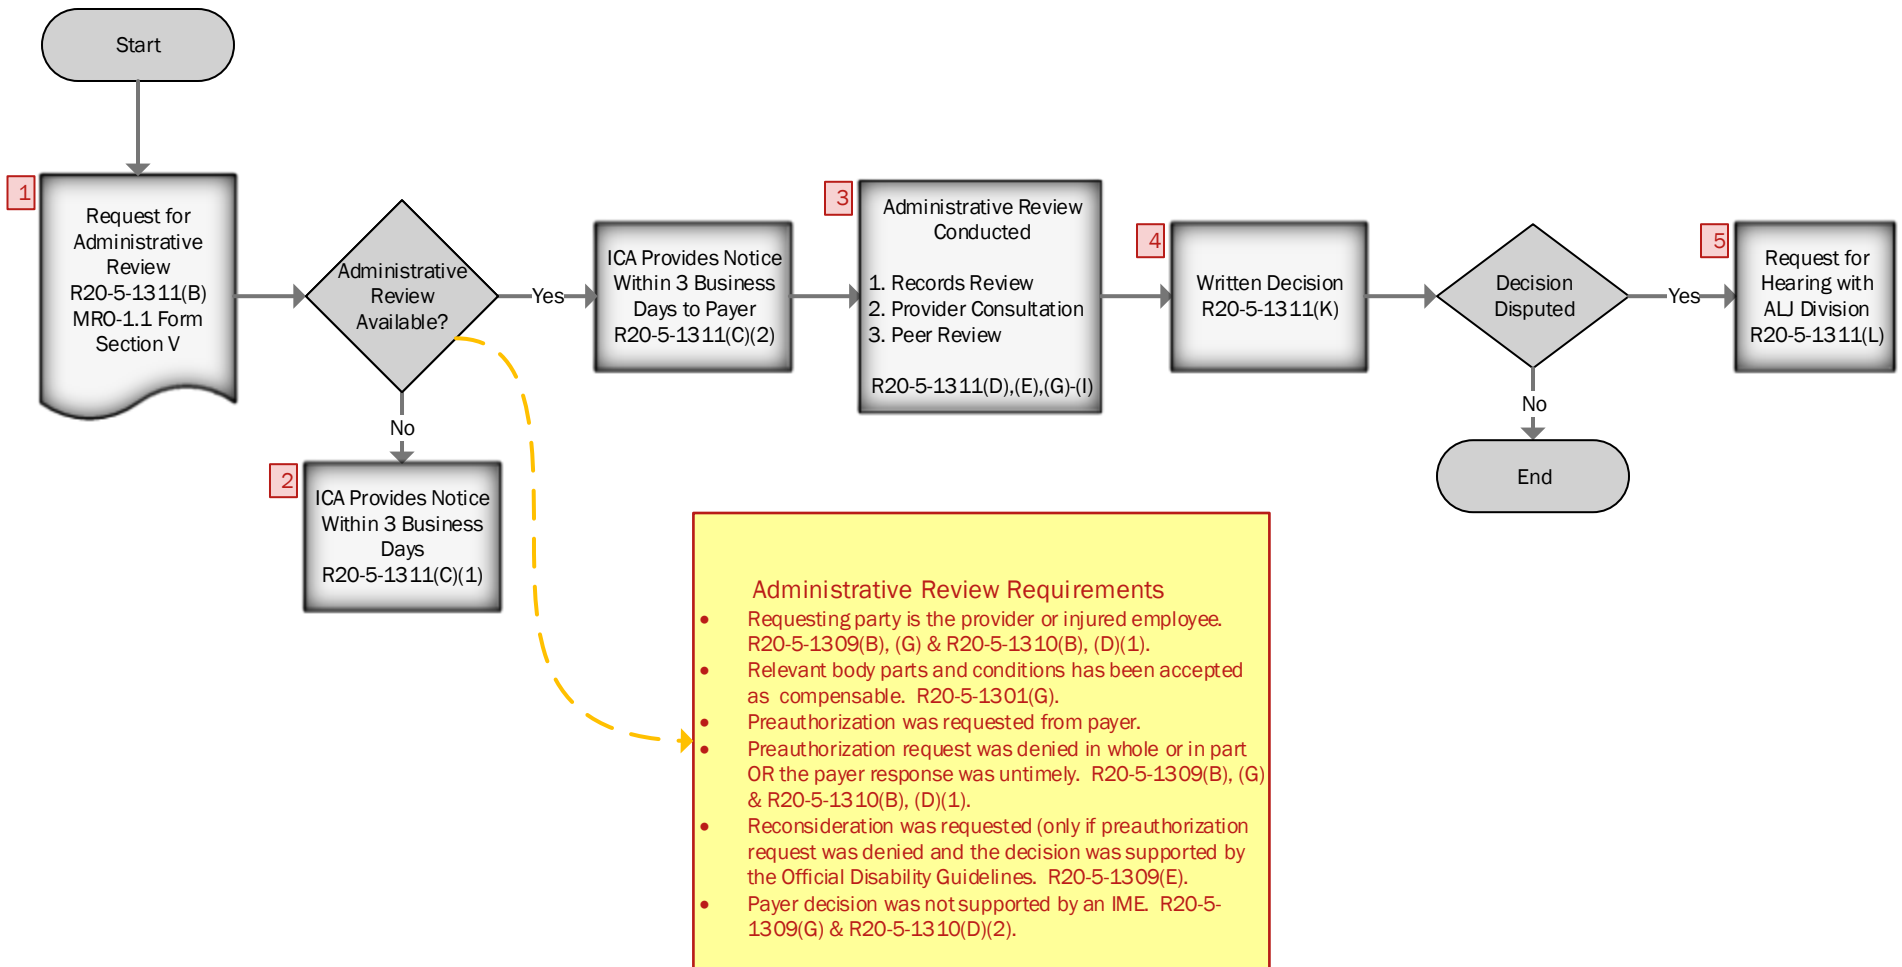 Start
1
Request for
Administrative
Review
R20-5-1311(B)
MRO-1.1 Form
Section V
Administrative
Review
Available?
Yes
No
2
ICA Provides Notice
Within 3 Business
Days
R20-5-1311(C)(1)
ICA Provides Notice
Within 3 Business
Days to Payer
R20-5-1311(C)(2)
3
Administrative Review
Conducted
1. Records Review
2. Provider Consultation
3. Peer Review
R20-5-1311(D),(E),(G)-(I)
4
Written Decision
R20-5-1311(K)
Decision
Disputed
Yes
No
End
5
Request for
Hearing with
ALJ Division
R20-5-1311(L)
Administrative Review Requirements
• Requesting party is the provider or injured employee.
R20-5-1309(B), (G) & R20-5-1310(B), (D)(1).
• Relevant body parts and conditions has been accepted
as compensable. R20-5-1301(G).
• Preauthorization was requested from payer.
• Preauthorization request was denied in whole or in part
OR the payer response was untimely. R20-5-1309(B), (G)
& R20-5-1310(B), (D)(1).
• Reconsideration was requested (only if preauthorization
request was denied and the decision was supported by
the Official Disability Guidelines. R20-5-1309(E).
• Payer decision was not supported by an IME. R20-5-
1309(G) & R20-5-1310(D)(2).